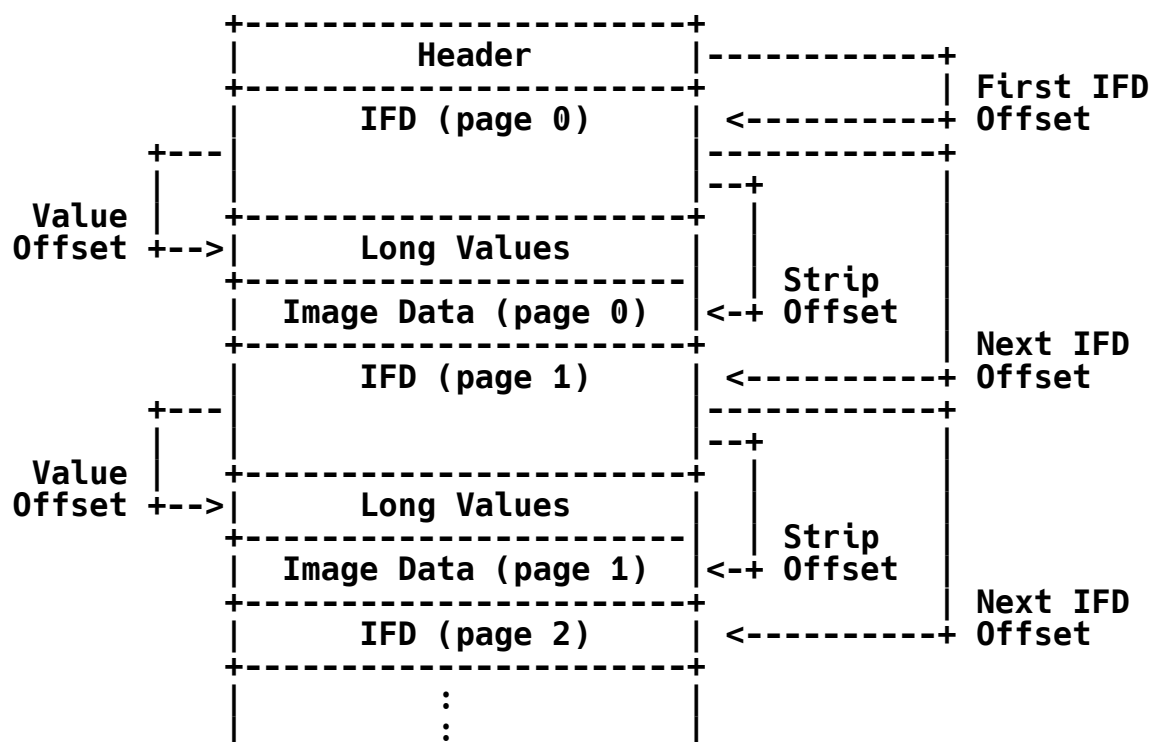 +-----------------------+
|         Header        |------------+
+-----------------------+            | First IFD
|      IFD (page 0)     | <----------+ Offset
+---|                       |------------+
|   |                       |--+         |
Value |   +-----------------------+  |         |
Offset +-->|      Long Values      |  |         |
+-----------------------|  | Strip   |
|  Image Data (page 0)  |<-+ Offset  |
+-----------------------+            | Next IFD
|      IFD (page 1)     | <----------+ Offset
+---|                       |------------+
|   |                       |--+         |
Value |   +-----------------------+  |         |
Offset +-->|      Long Values      |  |         |
+-----------------------|  | Strip   |
|  Image Data (page 1)  |<-+ Offset  |
+-----------------------+            | Next IFD
|      IFD (page 2)     | <----------+ Offset
+-----------------------+
|           :           |
|           :           |